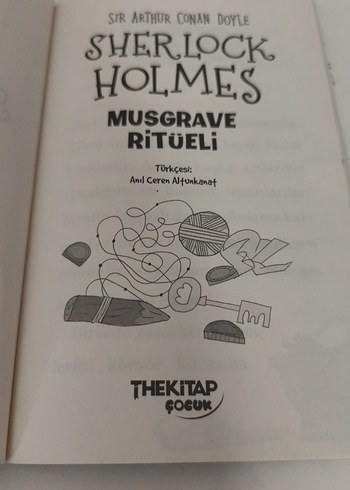 SIR ARTHUR CONAN DOYLE
SHERLOCK
HOLMES
MUSGRAVE
RİTÜELİ
Türkçesi:
Anıl Ceren Altunkanat
THEKİTAP
ÇOCUK